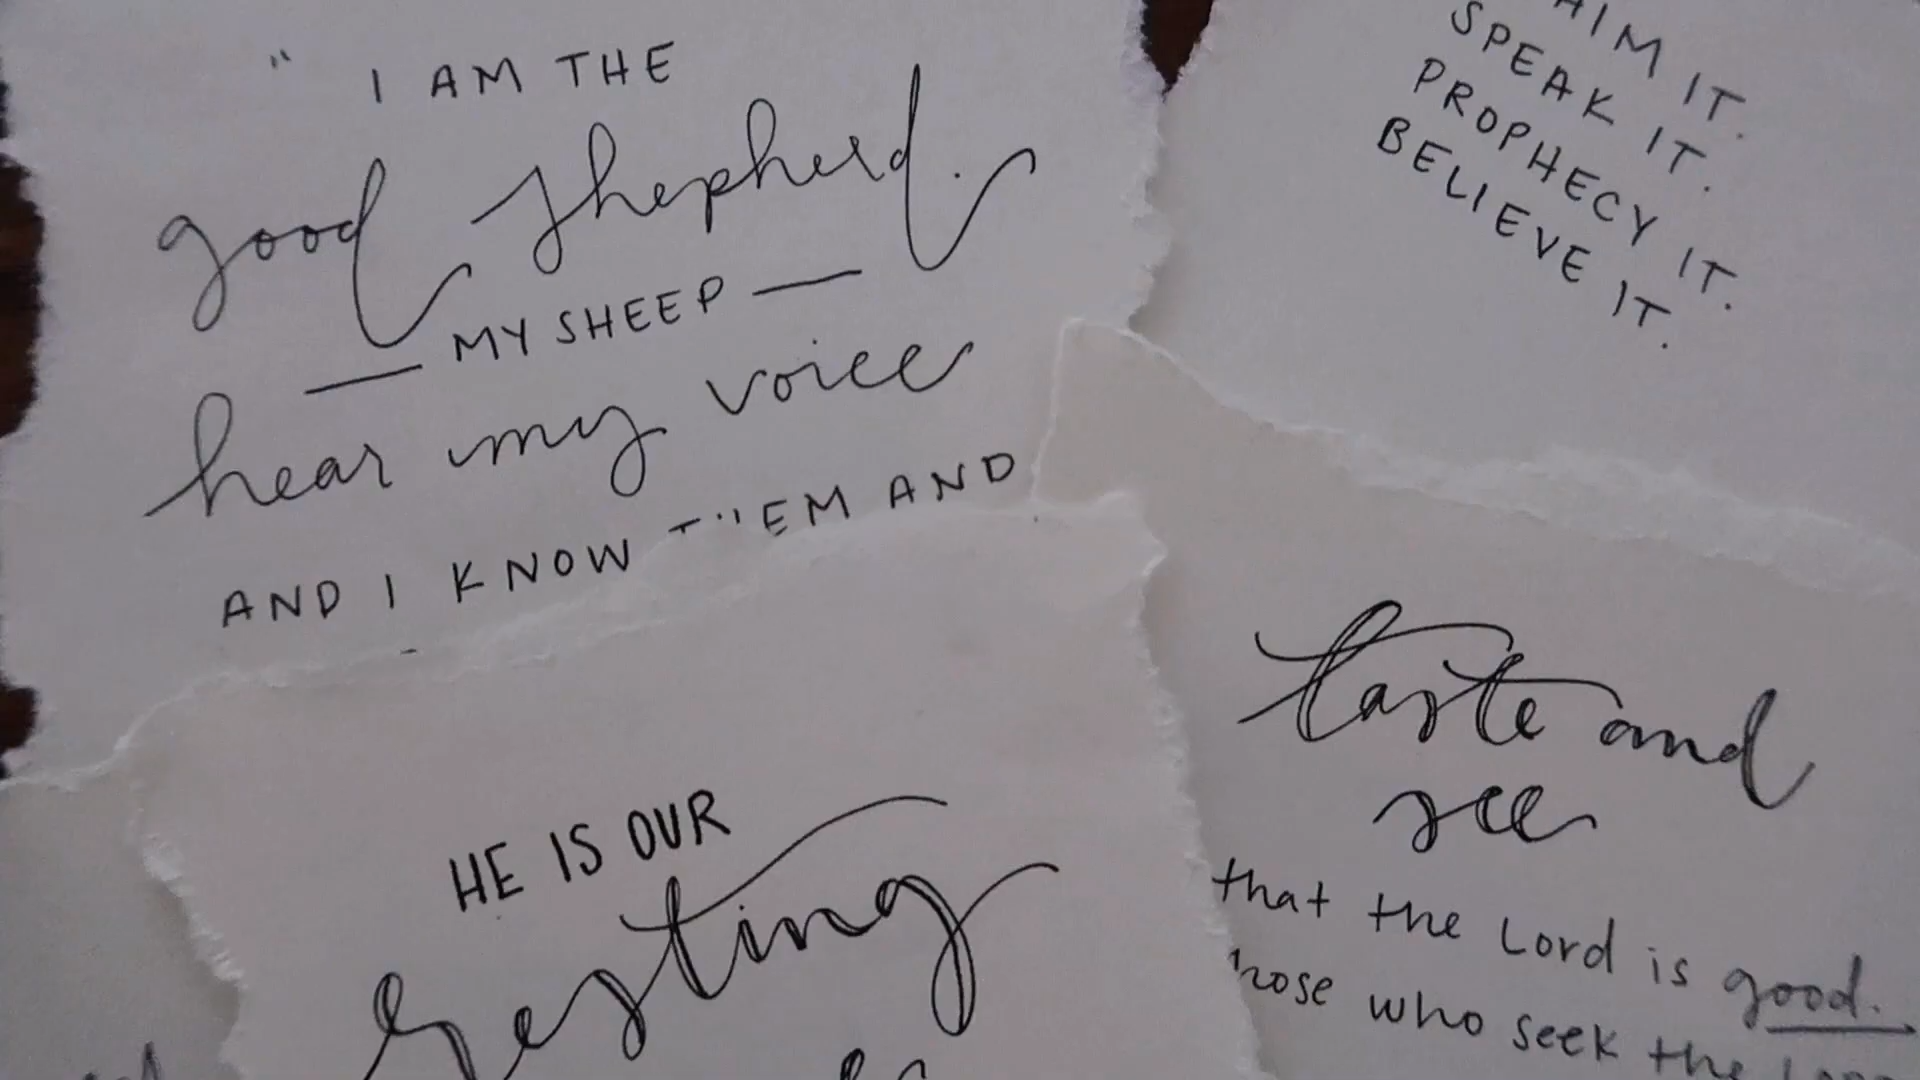 " I AM THE
good shepherd.
— MY SHEEP —
hear my voice
AND I KNOW THEM AND
IT.
SPEAK IT.
PROPHECY IT.
BELIEVE IT.
HE IS OUR
resting
taste and
see
that the Lord is good.
who seek the